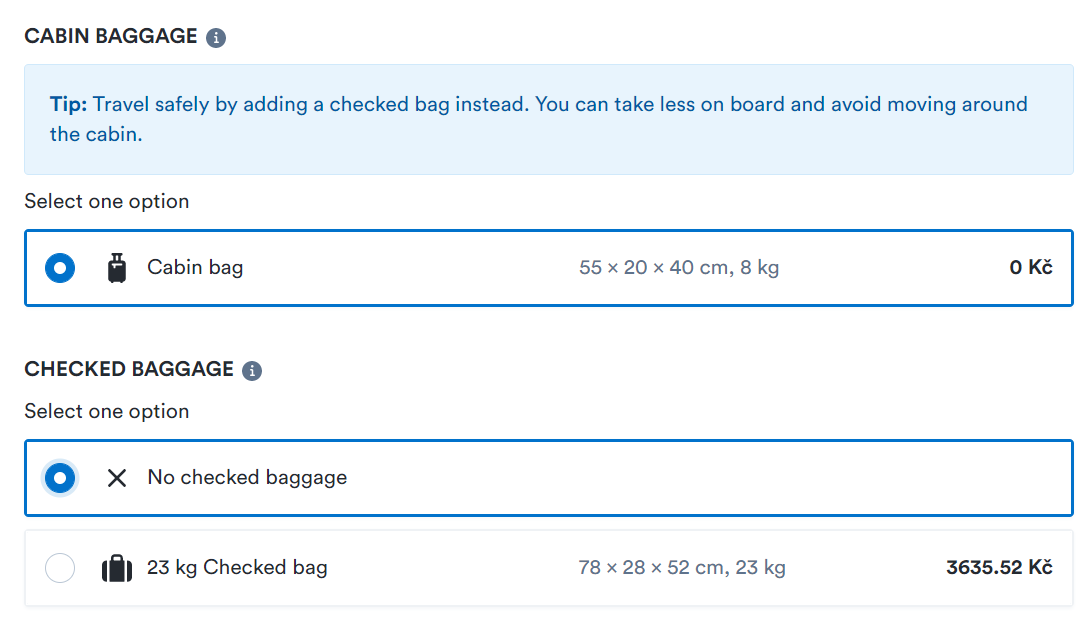 CABIN BAGGAGE
Tip: Travel safely by adding a checked bag instead. You can take less on board and avoid moving around
the cabin.
Select one option
Cabin bag 55 × 20 × 40 cm, 8 kg 0 Kč
CHECKED BAGGAGE
Select one option
No checked baggage
23 kg Checked bag 78 × 28 × 52 cm, 23 kg 3635.52 Kč